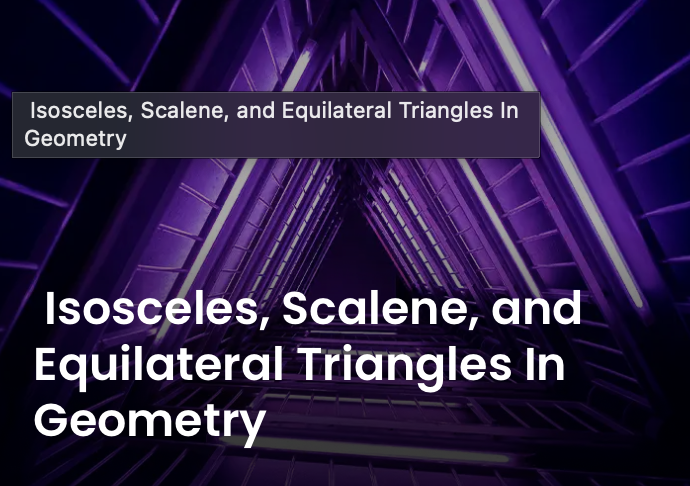 Isosceles, Scalene, and Equilateral Triangles In
Geometry
Isosceles, Scalene, and
Equilateral Triangles In
Geometry